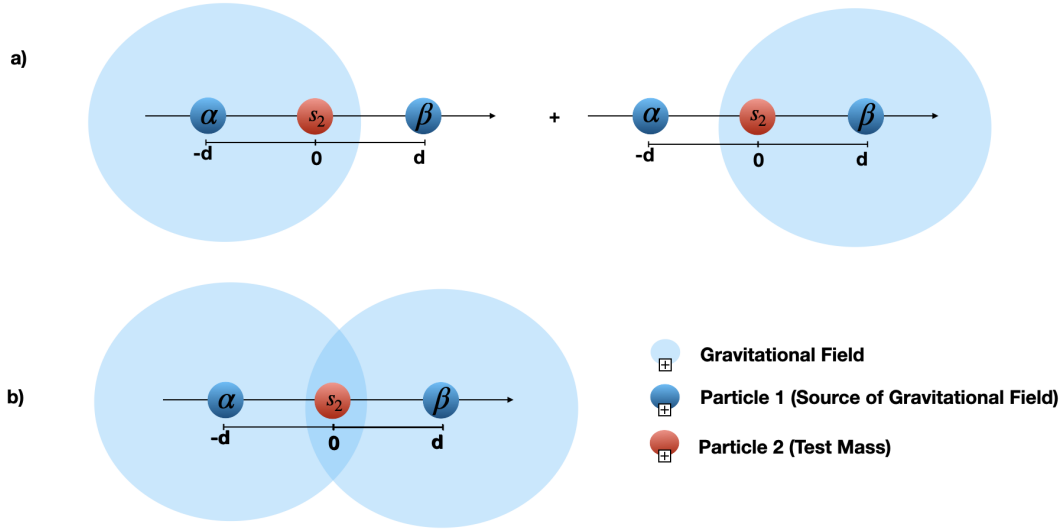 a)
α s₂ β
-d 0 d
+
α s₂ β
-d 0 d
b)
α s₂ β
-d 0 d
Gravitational Field
Particle 1 (Source of Gravitational Field)
Particle 2 (Test Mass)